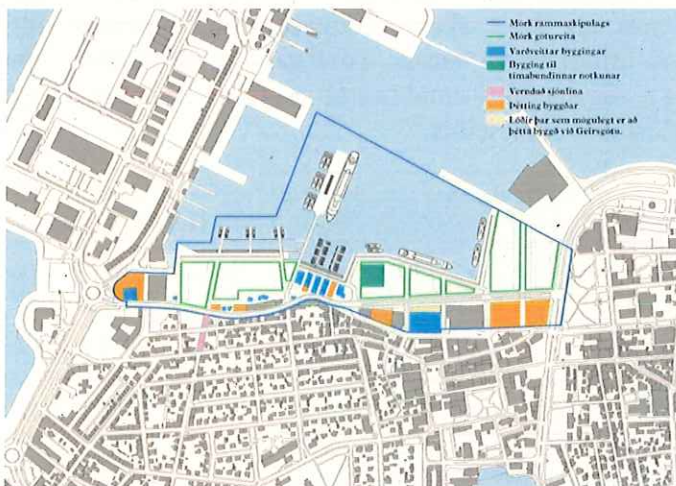 Mörk rammaskipulags
Mörk götureita
Varðveittar byggingar
Bygging til
tímabundinnar notkunar
Vernduð sjónlína
Þétting byggðar
Lóðir þar sem mögulegt er að
þétta byggð við Geirsgötu.